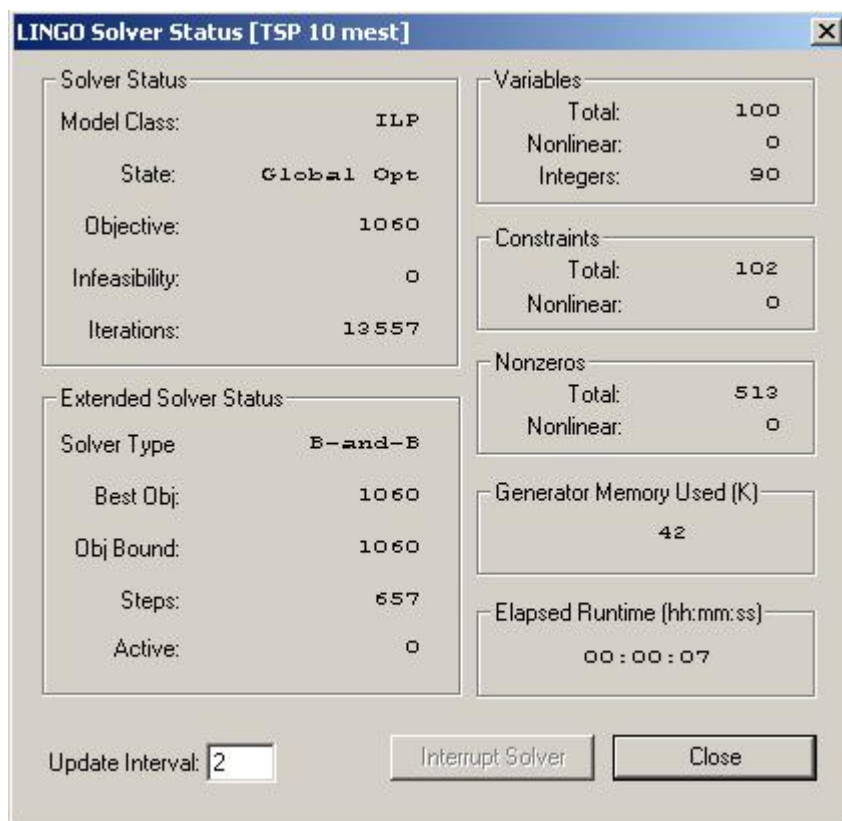 LINGO Solver Status [TSP 10 mest]
Solver Status
Model Class: ILP
State: Global Opt
Objective: 1060
Infeasibility: 0
Iterations: 13557
Extended Solver Status
Solver Type B-and-B
Best Obj: 1060
Obj Bound: 1060
Steps: 657
Active: 0
Variables
Total: 100
Nonlinear: 0
Integers: 90
Constraints
Total: 102
Nonlinear: 0
Nonzeros
Total: 513
Nonlinear: 0
Generator Memory Used (K)
42
Elapsed Runtime (hh:mm:ss)
00:00:07
Update Interval: 2
Interrupt Solver
Close